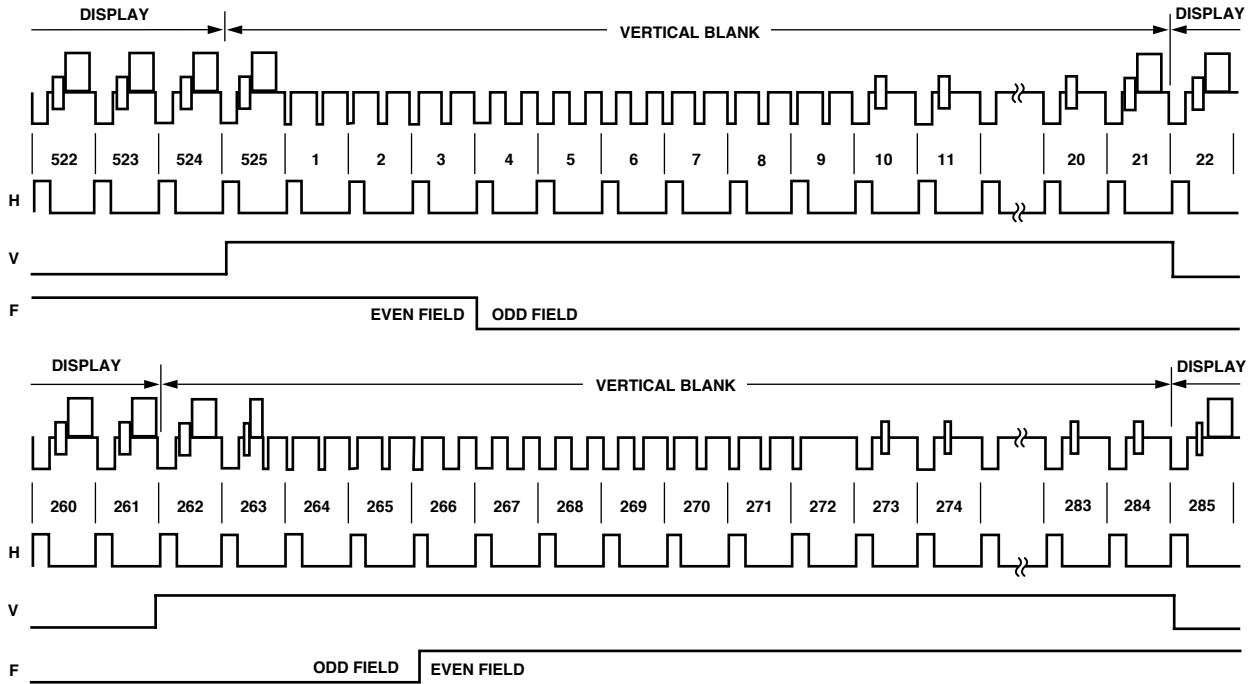 DISPLAY VERTICAL BLANK DISPLAY
522 523 524 525 1 2 3 4 5 6 7 8 9 10 11 20 21 22
H
V
F
EVEN FIELD ODD FIELD
DISPLAY VERTICAL BLANK DISPLAY
260 261 262 263 264 265 266 267 268 269 270 271 272 273 274 283 284 285
H
V
F
ODD FIELD EVEN FIELD